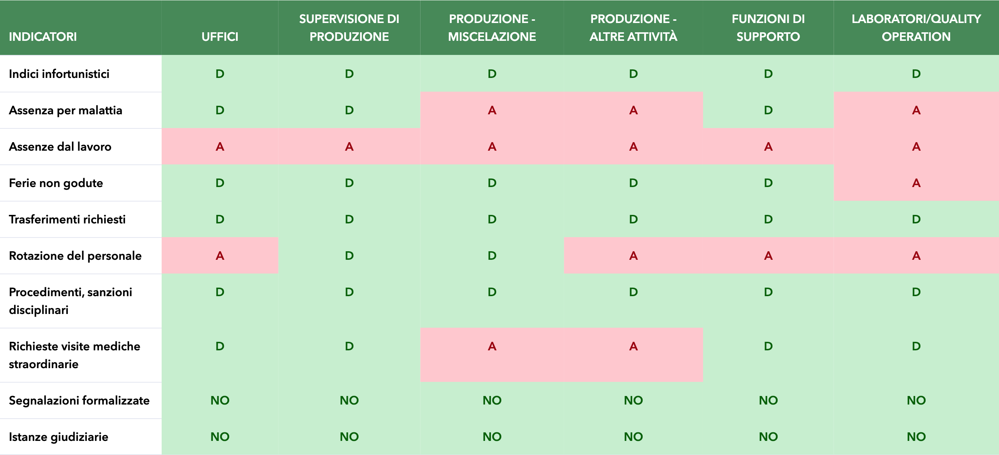 INDICATORI UFFICI SUPERVISIONE DI PRODUZIONE PRODUZIONE - MISCELAZIONE PRODUZIONE - ALTRE ATTIVITÀ FUNZIONI DI SUPPORTO LABORATORI/QUALITY OPERATION
Indici infortunistici D D D D D D
Assenza per malattia D D A A D A
Assenze dal lavoro A A A A A A
Ferie non godute D D D D D A
Trasferimenti richiesti D D D D D D
Rotazione del personale A D D A A A
Procedimenti, sanzioni disciplinari D D D D D D
Richieste visite mediche straordinarie D D A A D D
Segnalazioni formalizzate NO NO NO NO NO NO
Istanze giudiziarie NO NO NO NO NO NO